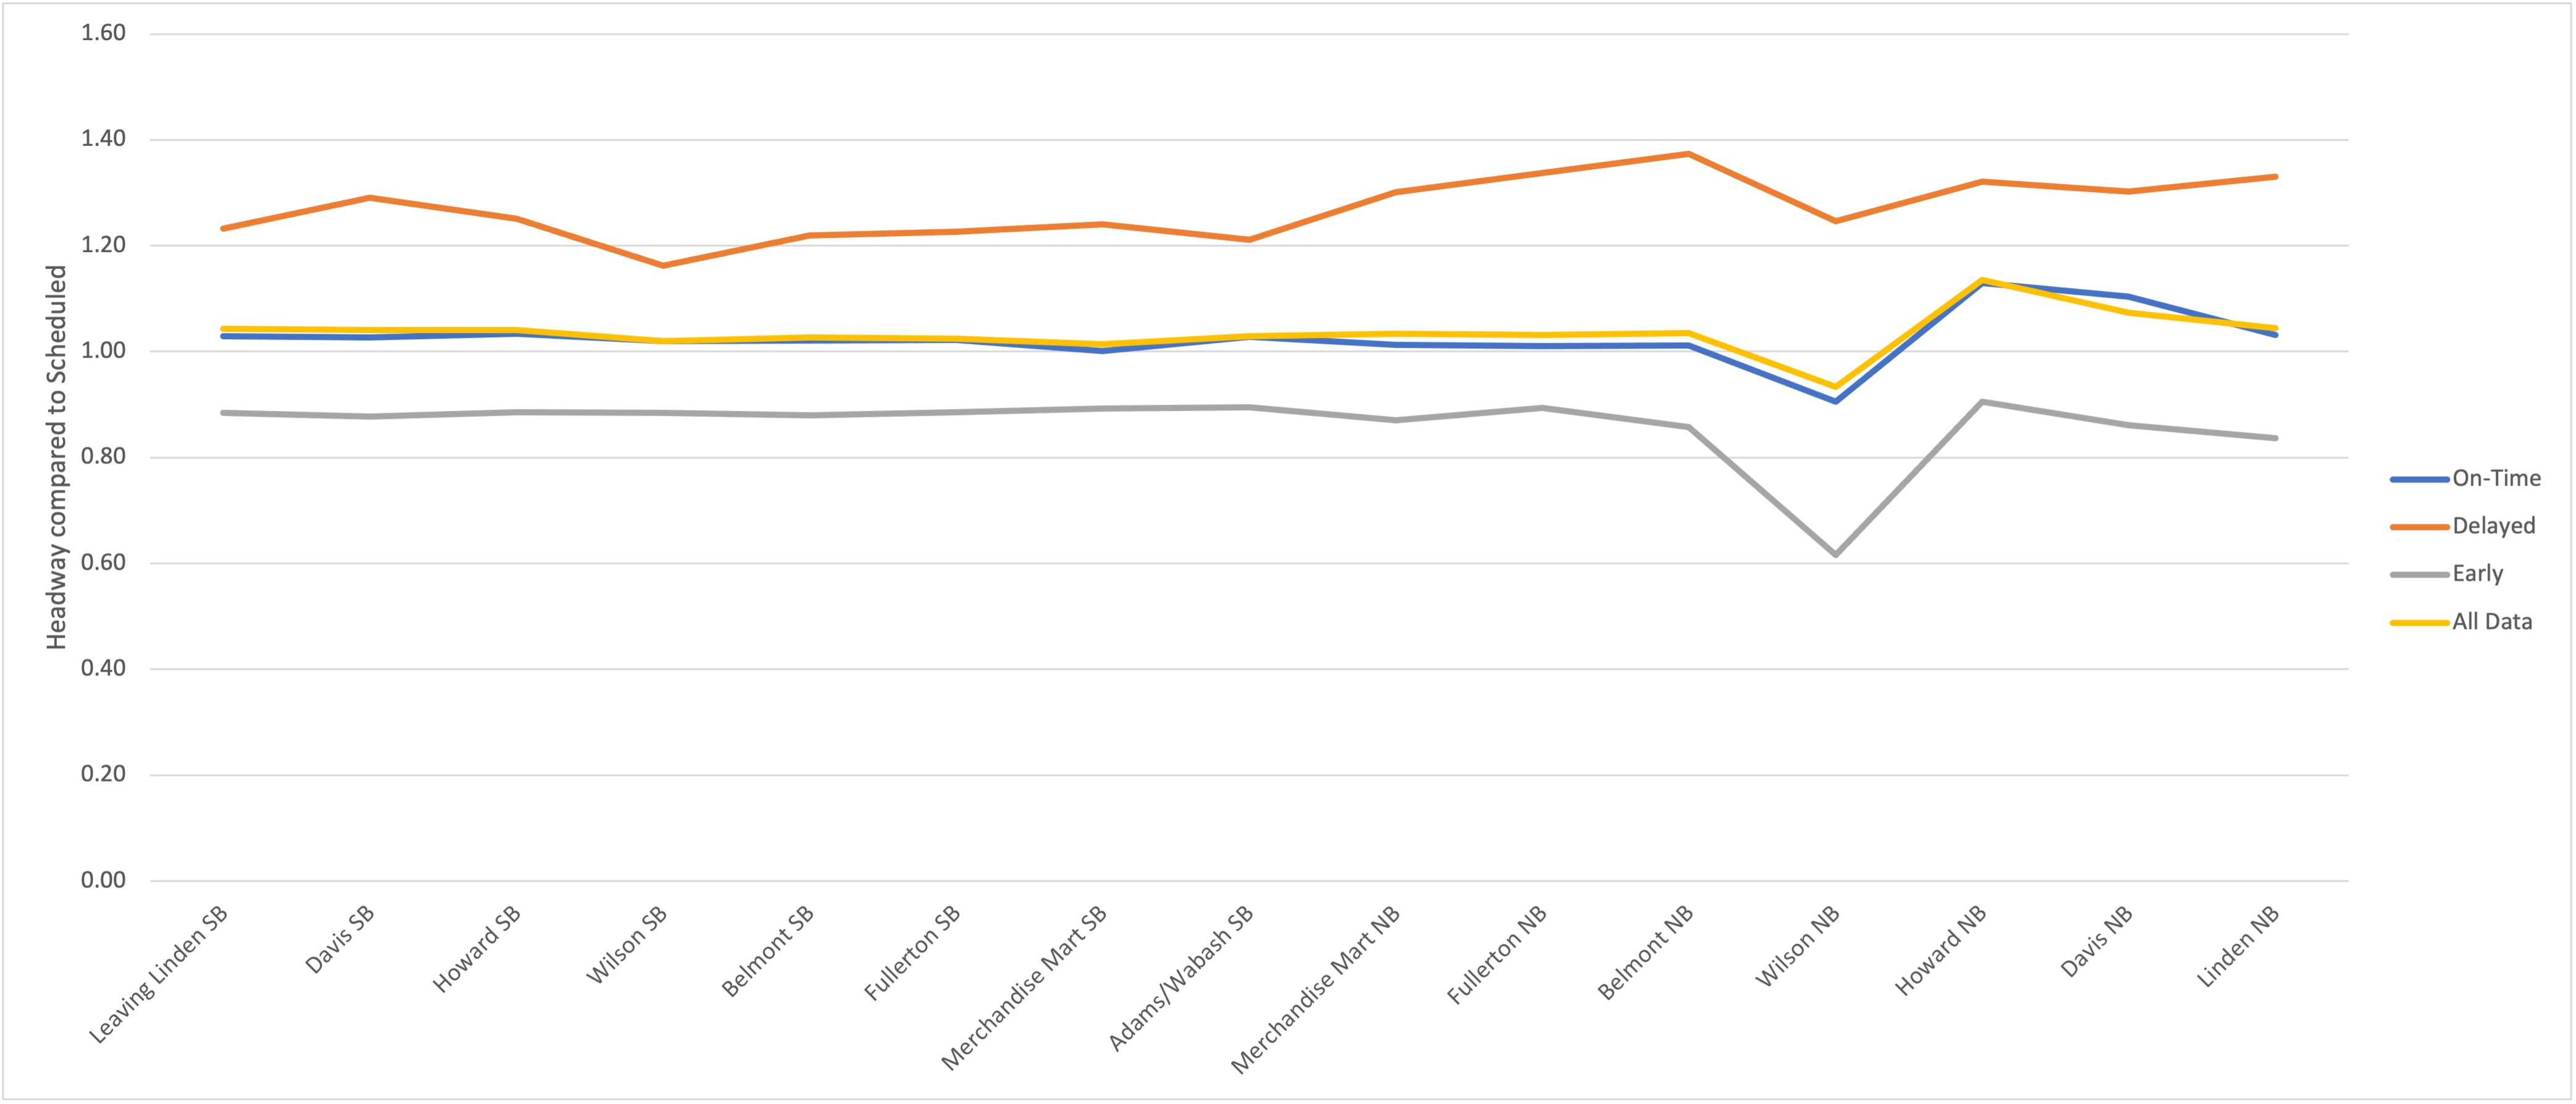 1.60
1.40
1.20
1.00
0.80
0.60
0.40
0.20
0.00
Headway compared to Scheduled
Leaving Linden SB
Davis SB
Howard SB
Wilson SB
Belmont SB
Fullerton SB
Merchandise Mart SB
Adams/Wabash SB
Merchandise Mart NB
Fullerton NB
Belmont NB
Wilson NB
Howard NB
Davis NB
Linden NB
On-Time
Delayed
Early
All Data